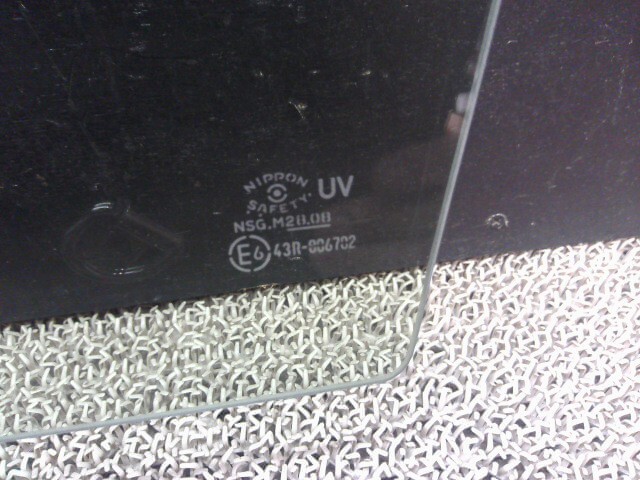 NIPPON
SAFETY
UV
NSG.M28.08
E6 43R-006702